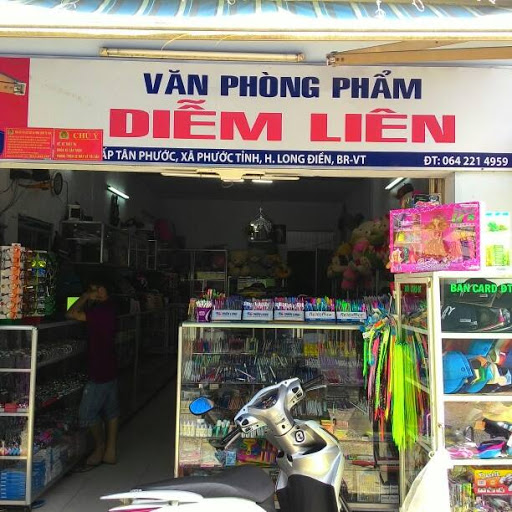 VĂN PHÒNG PHẨM
DIỄM LIÊN
ẤP TÂN PHƯỚC, XÃ PHƯỚC TỈNH, H. LONG ĐIỀN, BR-VT
ĐT: 064 221 4959
CHÚ Ý
BÁN CARD ĐT